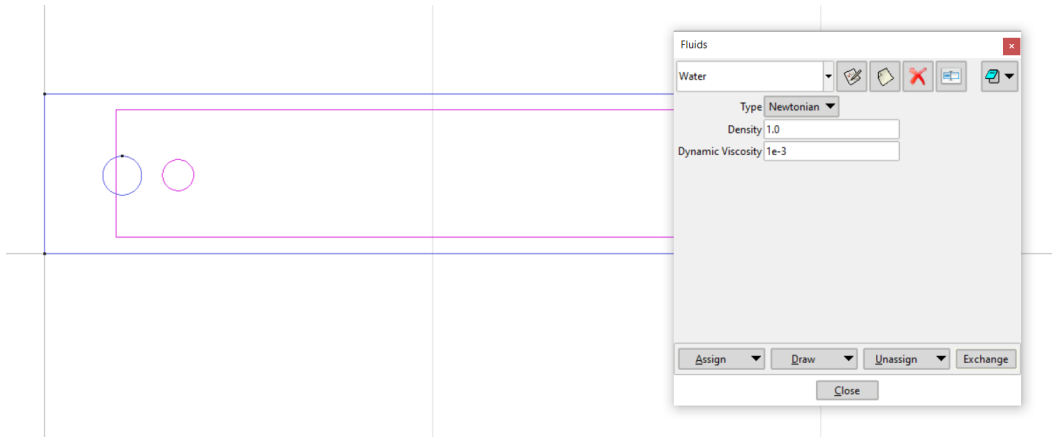 Fluids
Water
Type Newtonian
Density 1.0
Dynamic Viscosity 1e-3
Assign Draw Unassign Exchange
Close